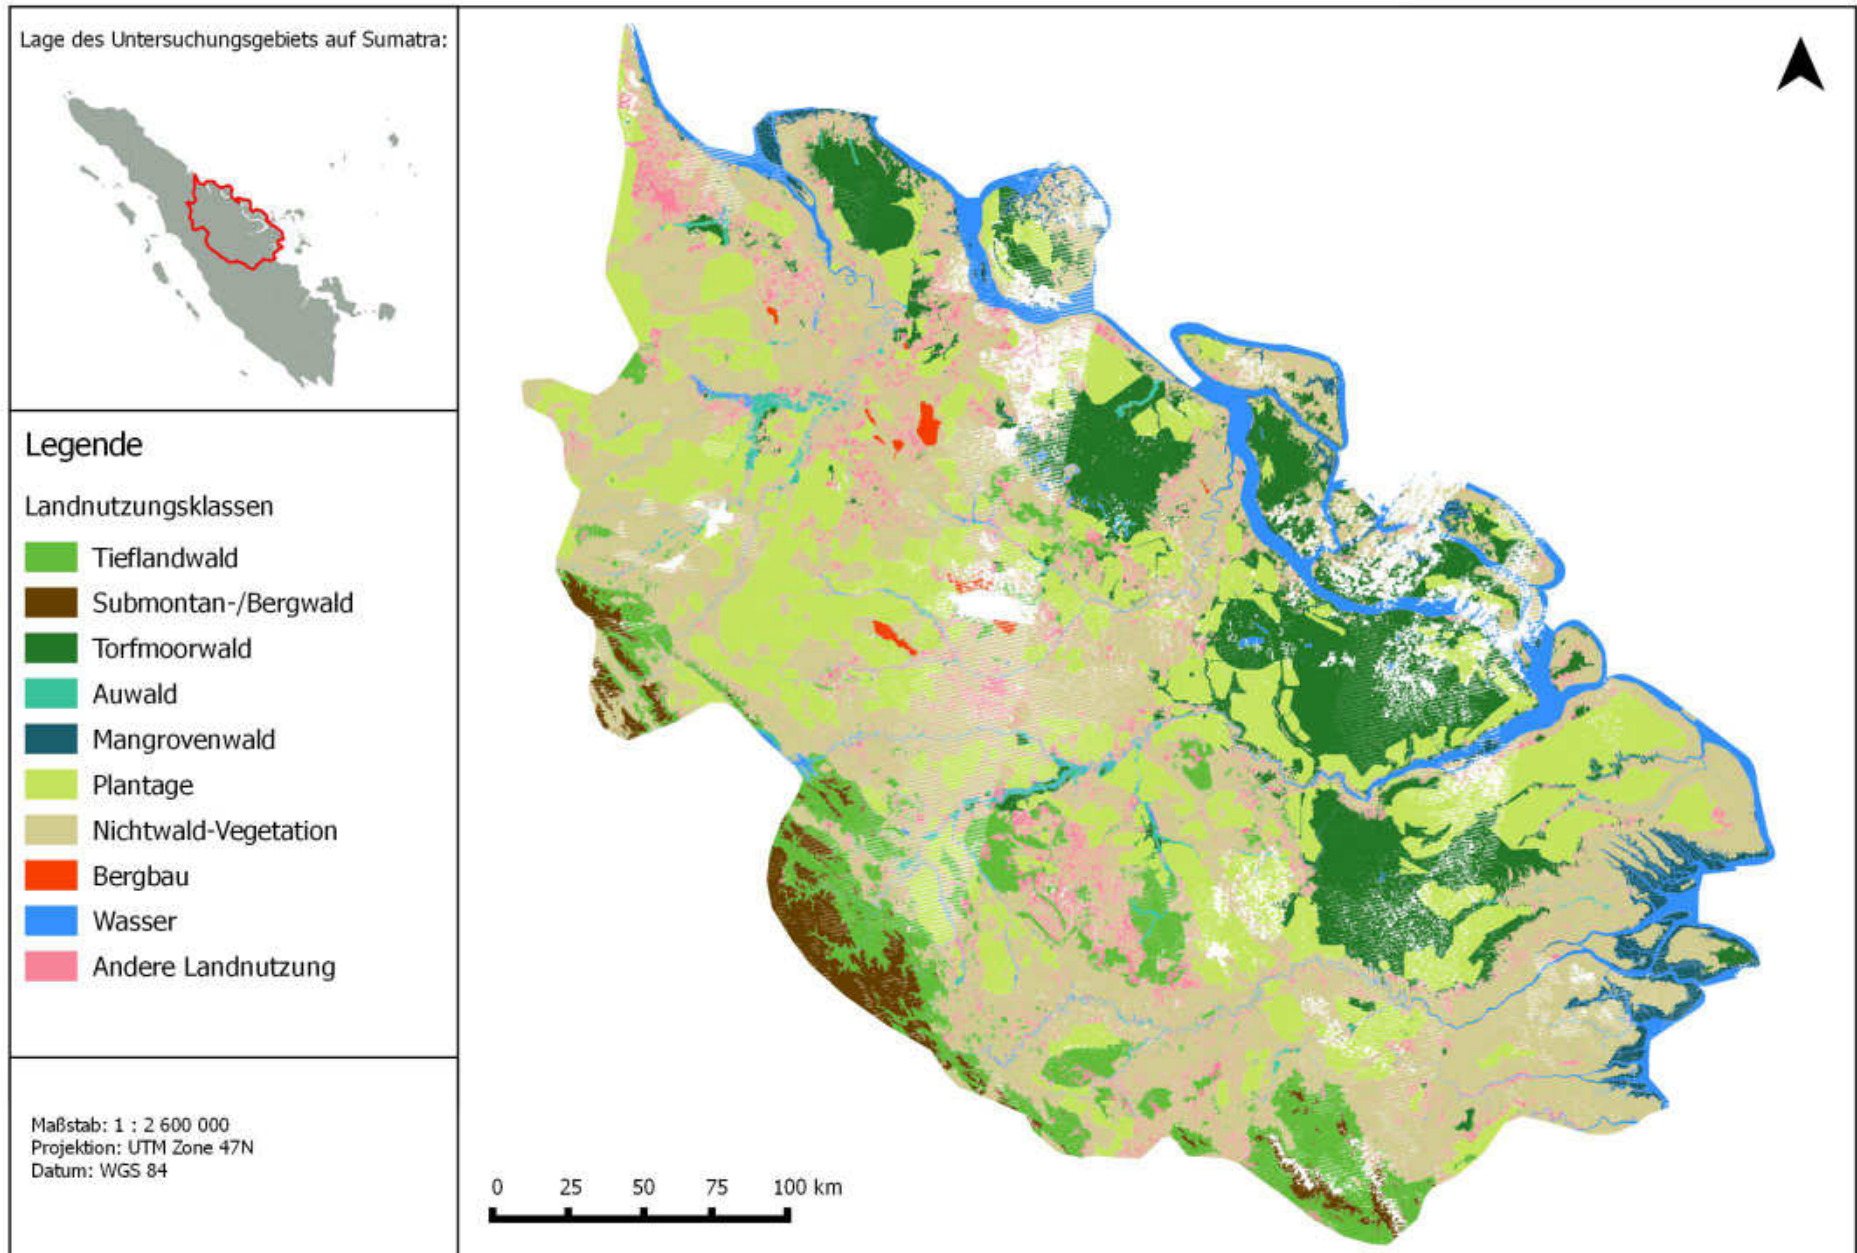 Lage des Untersuchungsgebiets auf Sumatra:
Legende
Landnutzungsklassen
Tieflandwald
Submontan-/Bergwald
Torfmoorwald
Auwald
Mangrovenwald
Plantage
Nichtwald-Vegetation
Bergbau
Wasser
Andere Landnutzung
Maßstab: 1 : 2 600 000
Projektion: UTM Zone 47N
Datum: WGS 84
0 25 50 75 100 km